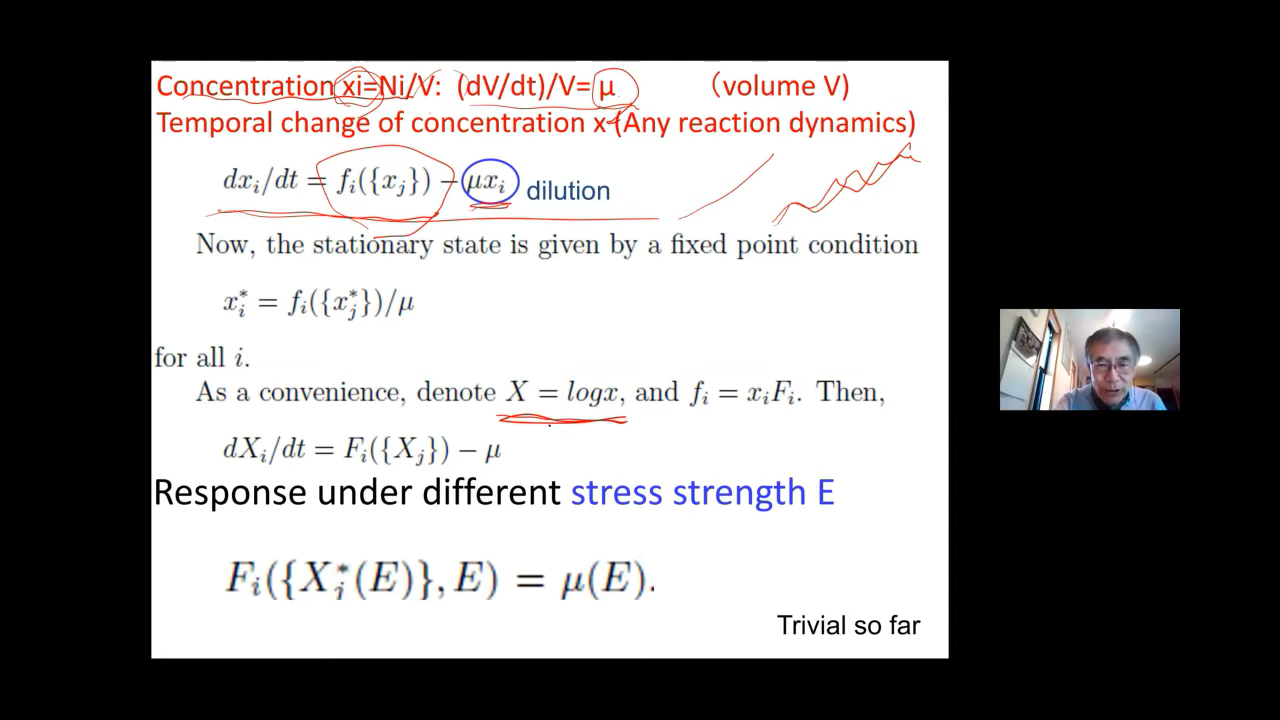 Concentration xi=Ni/V: (dV/dt)/V= μ （volume V)
Temporal change of concentration x (Any reaction dynamics)
dx_i/dt = f_i({x_j}) − μx_i dilution
Now, the stationary state is given by a fixed point condition
x_i^* = f_i({x_j^*})/μ
for all i.
As a convenience, denote X = logx, and f_i = x_iF_i. Then,
dX_i/dt = F_i({X_j}) − μ
Response under different stress strength E
F_i({X_j^*(E)}, E) = μ(E).
Trivial so far